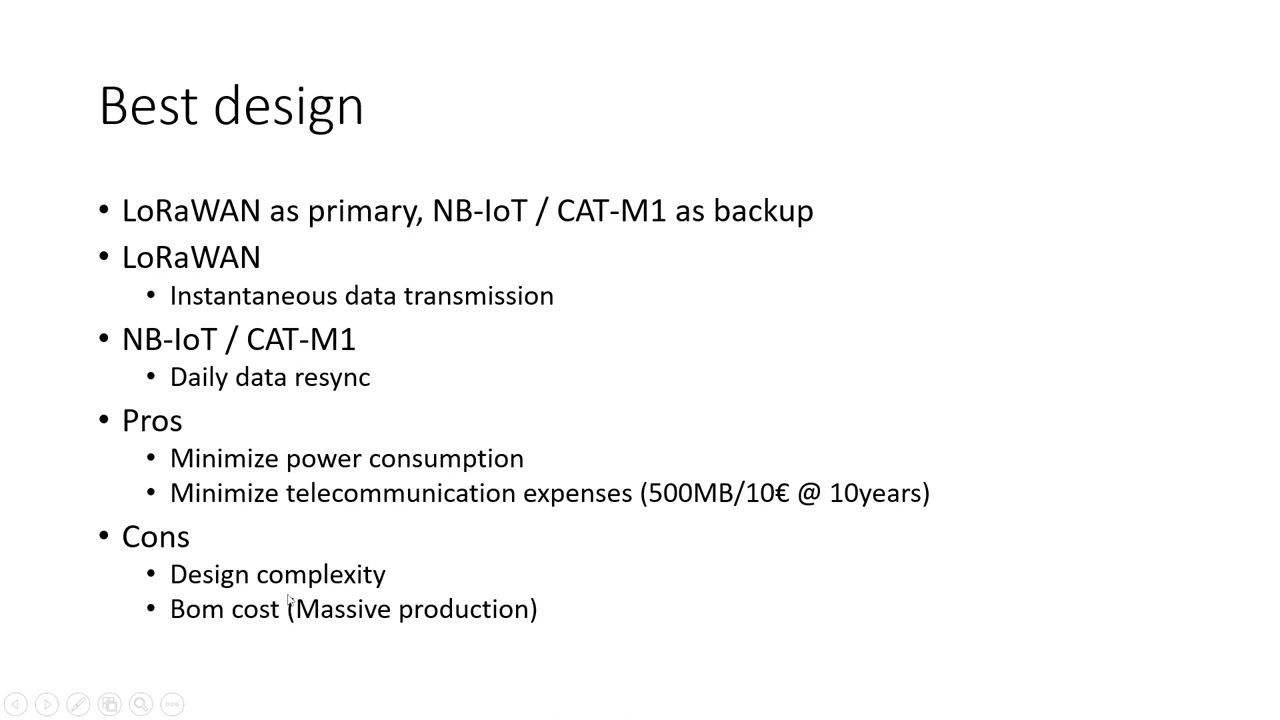 Best design
• LoRaWAN as primary, NB-IoT / CAT-M1 as backup
• LoRaWAN
• Instantaneous data transmission
• NB-IoT / CAT-M1
• Daily data resync
• Pros
• Minimize power consumption
• Minimize telecommunication expenses (500MB/10€ @ 10years)
• Cons
• Design complexity
• Bom cost (Massive production)